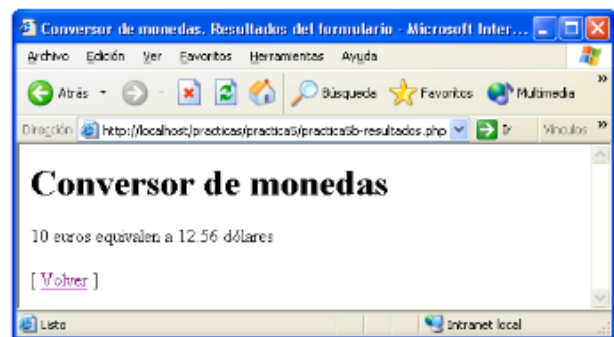 Conversor de monedas. Resultados del formulario - Microsoft Inter...
Archivo Edición Ver Favoritos Herramientas Ayuda
Atrás Búsqueda Favoritos Multimedia »
Dirección http://localhost/practicas/practica5/practica5b-resultados.php Ir Vínculos »
Conversor de monedas
10 euros equivalen a 12.56 dólares
[ Volver ]
Listo Intranet local